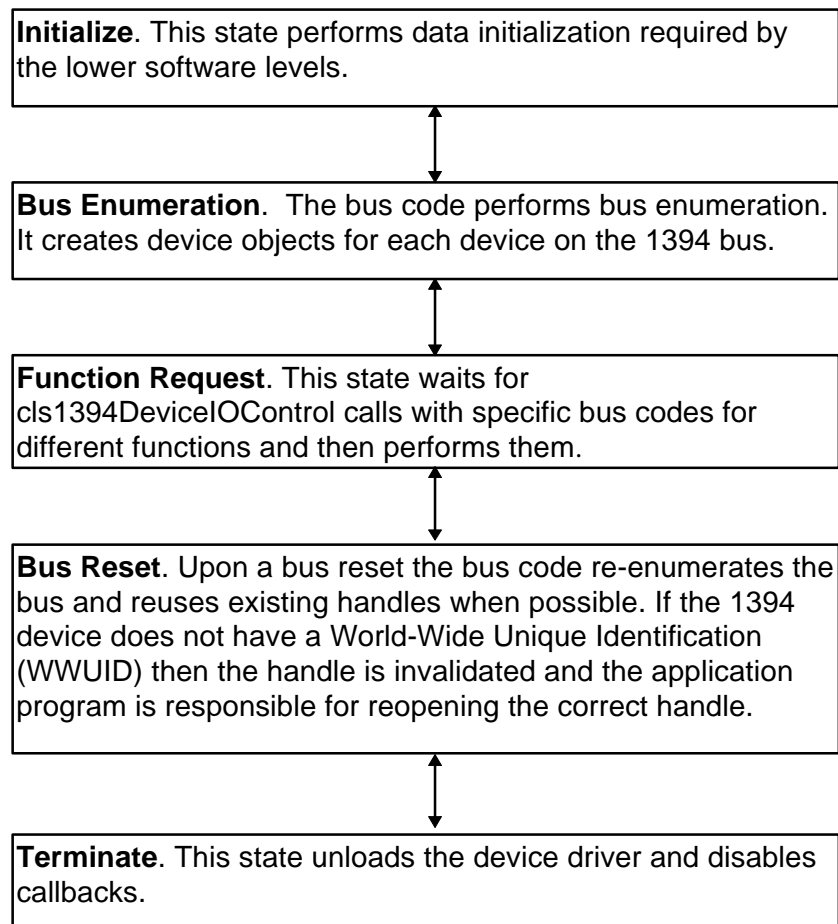 Initialize. This state performs data initialization required by
the lower software levels.
Bus Enumeration.  The bus code performs bus enumeration.
It creates device objects for each device on the 1394 bus.
Function Request. This state waits for
cls1394DeviceIOControl calls with specific bus codes for
different functions and then performs them.
Bus Reset. Upon a bus reset the bus code re-enumerates the
bus and reuses existing handles when possible. If the 1394
device does not have a World-Wide Unique Identification
(WWUID) then the handle is invalidated and the application
program is responsible for reopening the correct handle.
Terminate. This state unloads the device driver and disables
callbacks.